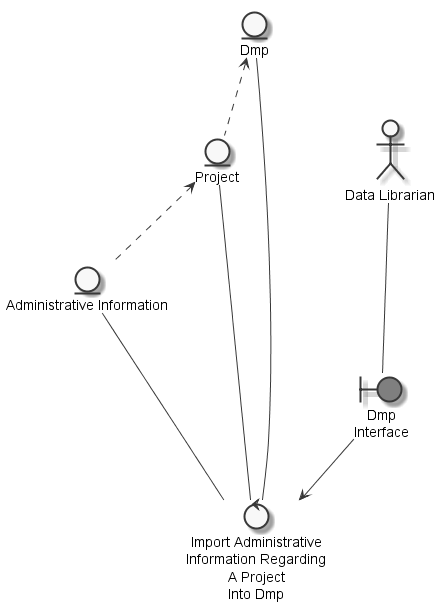 Dmp
Project
Data Librarian
Administrative Information
Dmp
Interface
Import Administrative
Information Regarding
A Project
Into Dmp